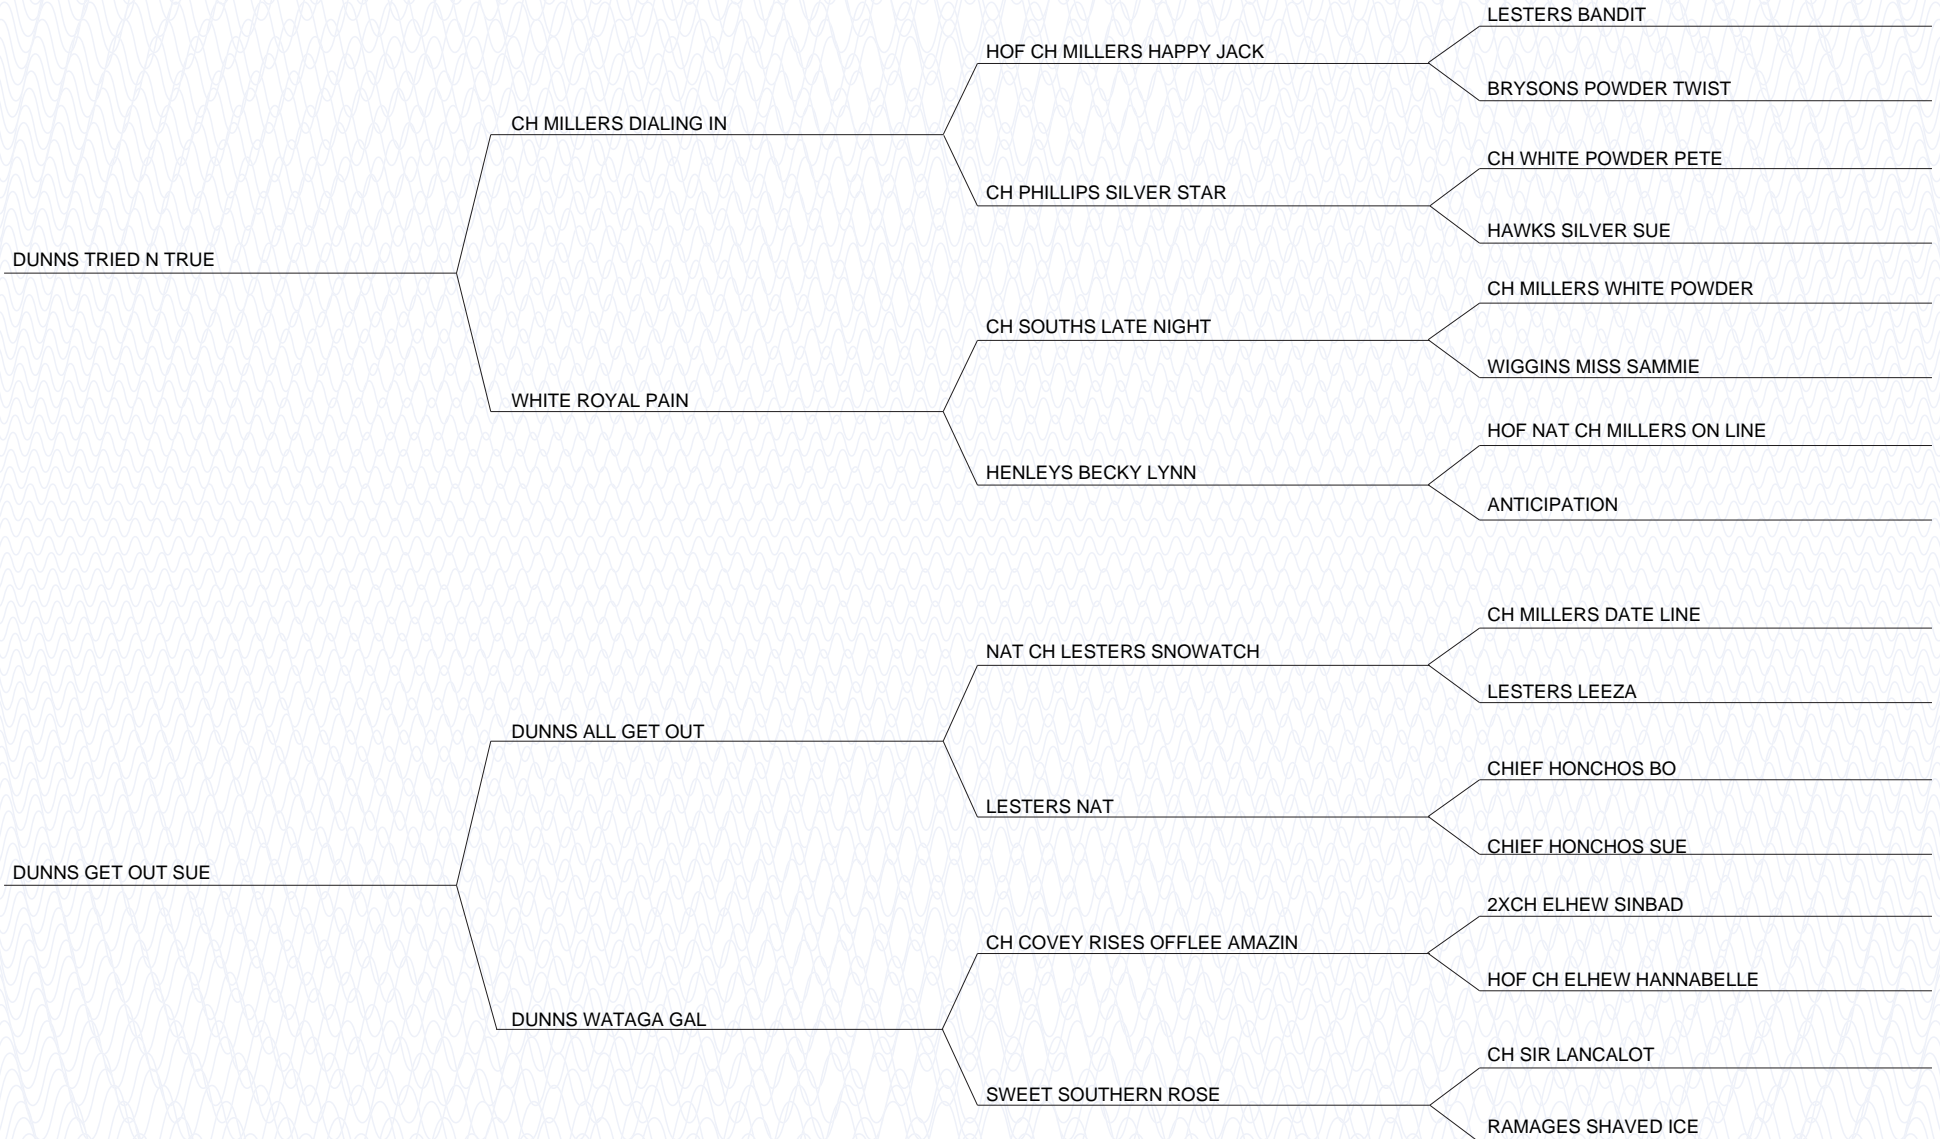 LESTERS BANDIT
HOF CH MILLERS HAPPY JACK
BRYSONS POWDER TWIST
CH MILLERS DIALING IN
CH WHITE POWDER PETE
CH PHILLIPS SILVER STAR
HAWKS SILVER SUE
DUNNS TRIED N TRUE
CH MILLERS WHITE POWDER
CH SOUTHS LATE NIGHT
WIGGINS MISS SAMMIE
WHITE ROYAL PAIN
HOF NAT CH MILLERS ON LINE
HENLEYS BECKY LYNN
ANTICIPATION
CH MILLERS DATE LINE
NAT CH LESTERS SNOWATCH
LESTERS LEEZA
DUNNS ALL GET OUT
CHIEF HONCHOS BO
LESTERS NAT
CHIEF HONCHOS SUE
DUNNS GET OUT SUE
2XCH ELHEW SINBAD
CH COVEY RISES OFFLEE AMAZIN
HOF CH ELHEW HANNABELLE
DUNNS WATAGA GAL
CH SIR LANCALOT
SWEET SOUTHERN ROSE
RAMAGES SHAVED ICE